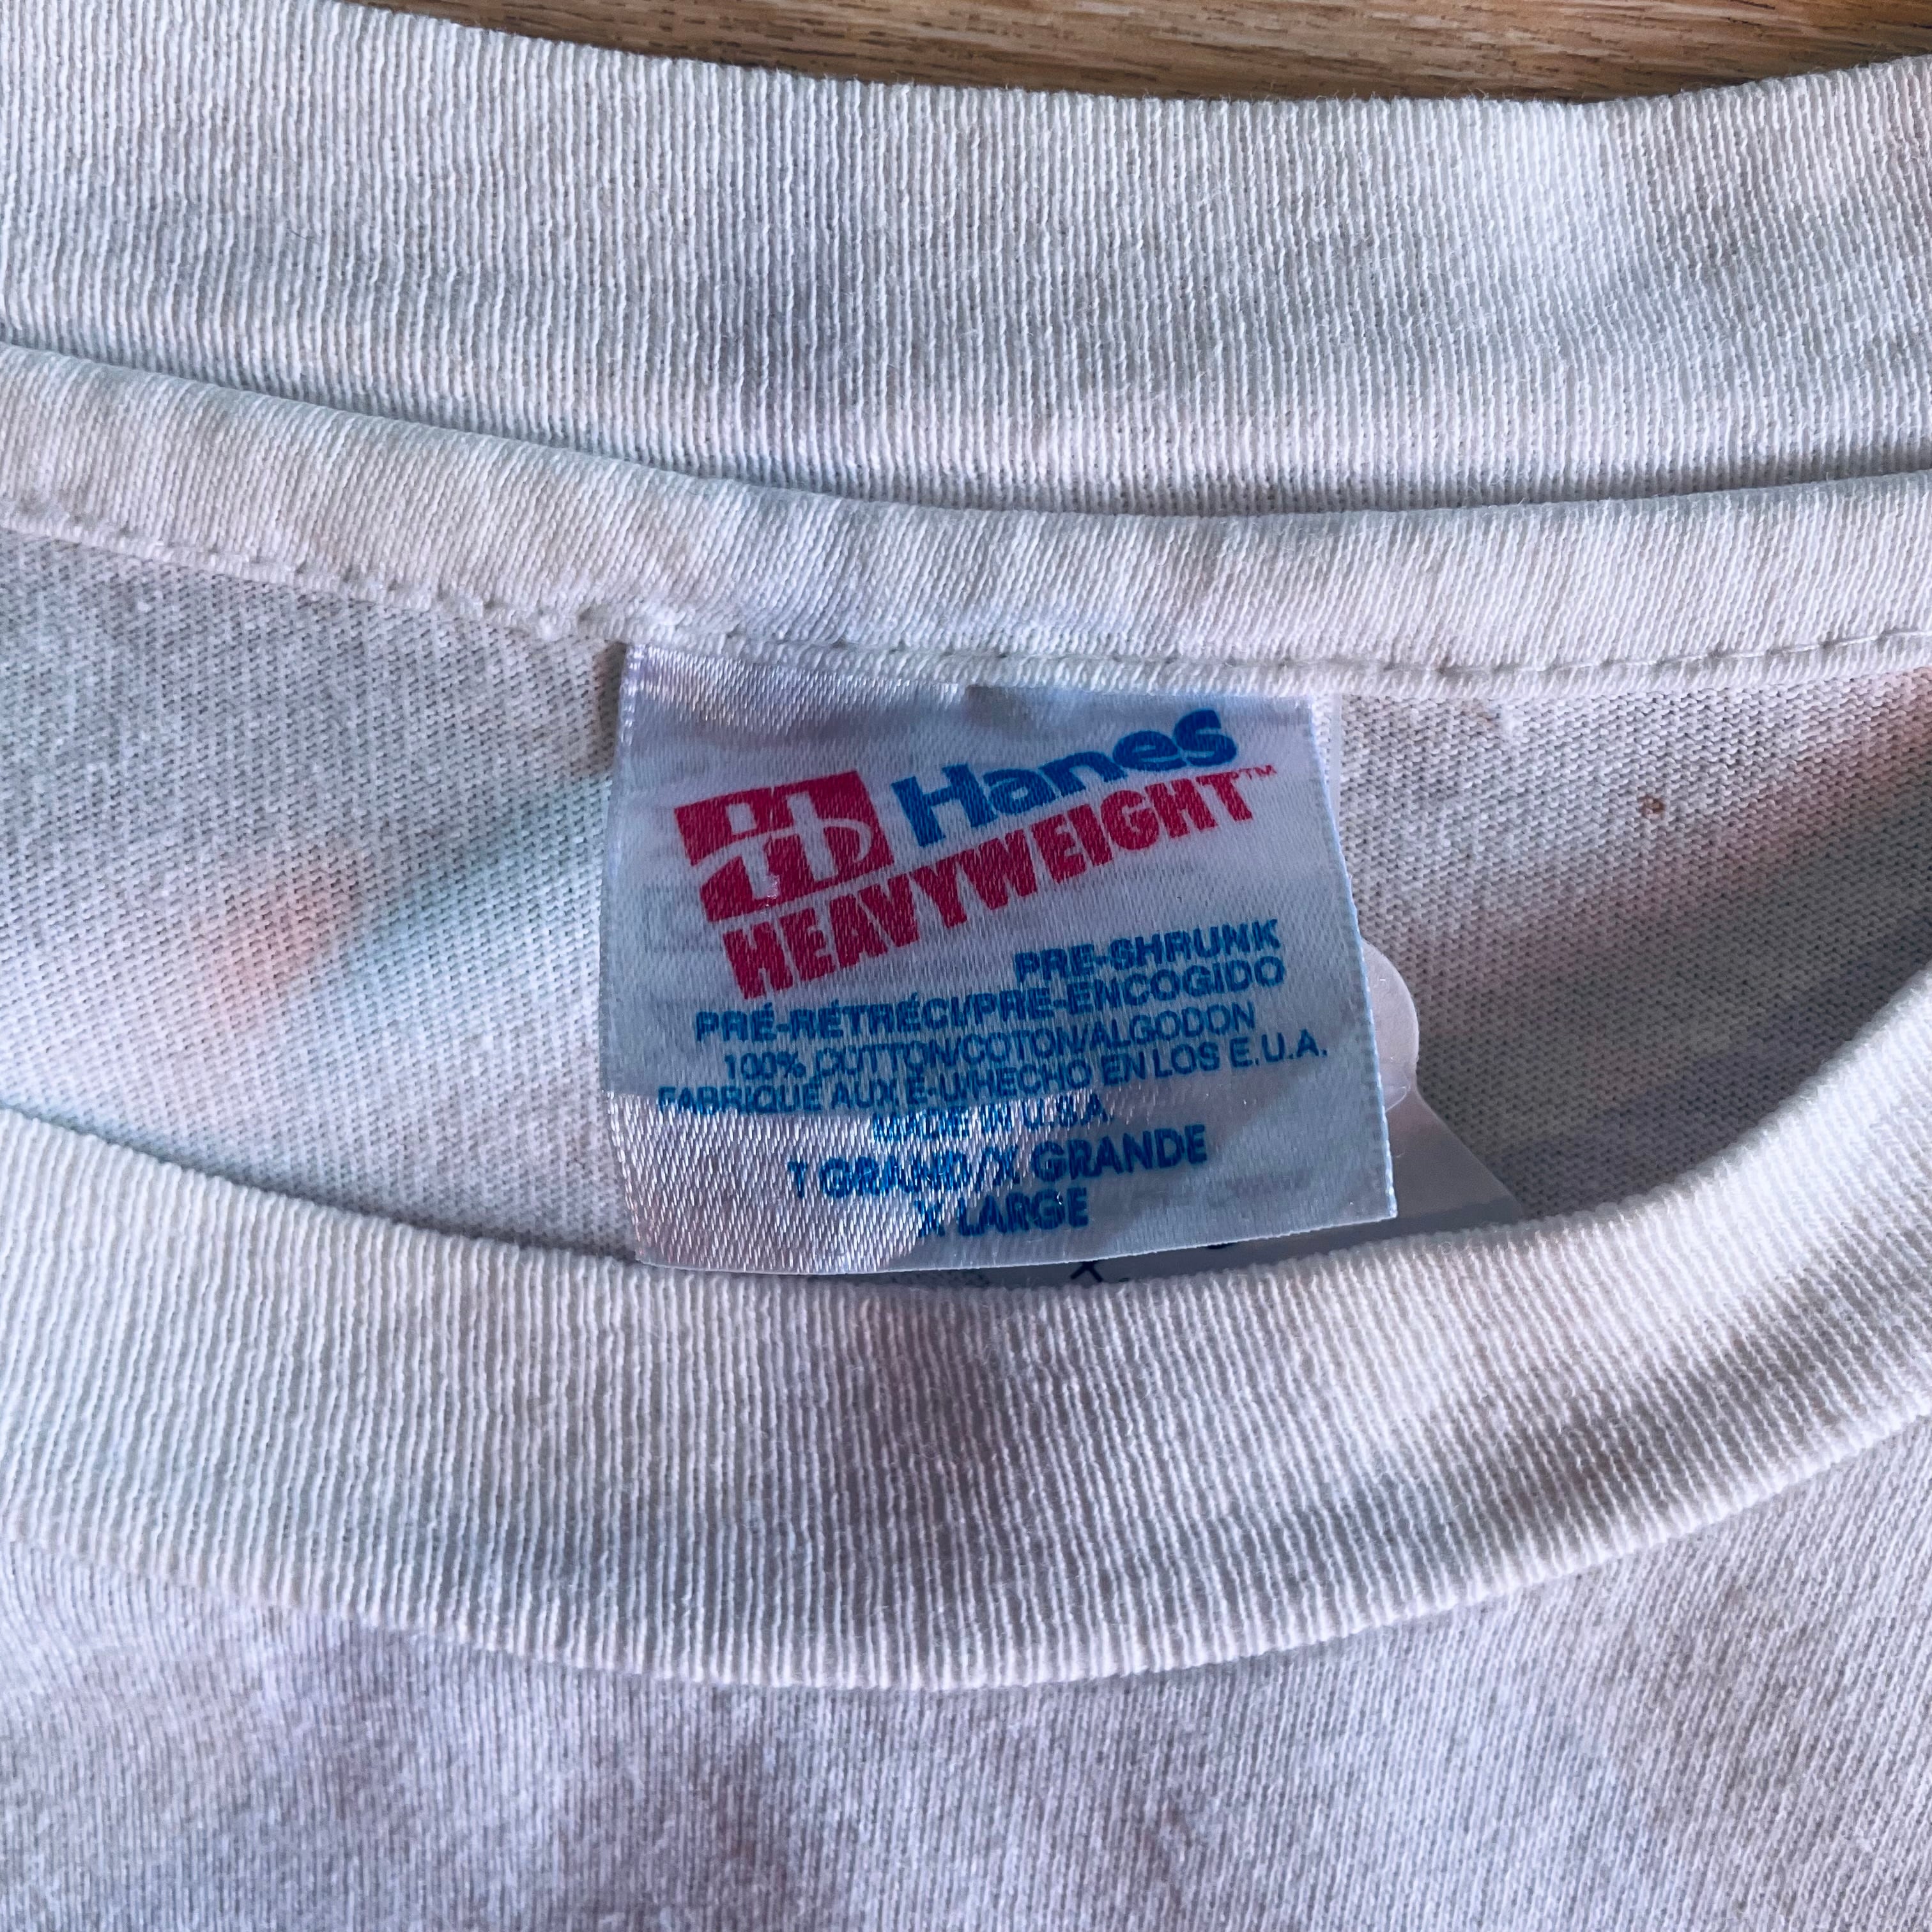 Hanes
HEAVYWEIGHT™
PRE-SHRUNK
PRÉ-RÉTRÉCI/PRE-ENCOGIDO
100% COTTON/COTON/ALGODON
FABRIQUÉ AUX É-U/HECHO EN LOS E.U.A.
MADE IN U.S.A.
T GRAND/X GRANDE
X LARGE